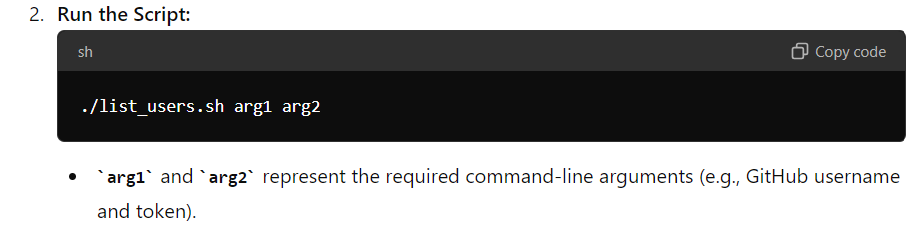 2. Run the Script:
sh
Copy code
./list_users.sh arg1 arg2
• `arg1` and `arg2` represent the required command-line arguments (e.g., GitHub username
and token).